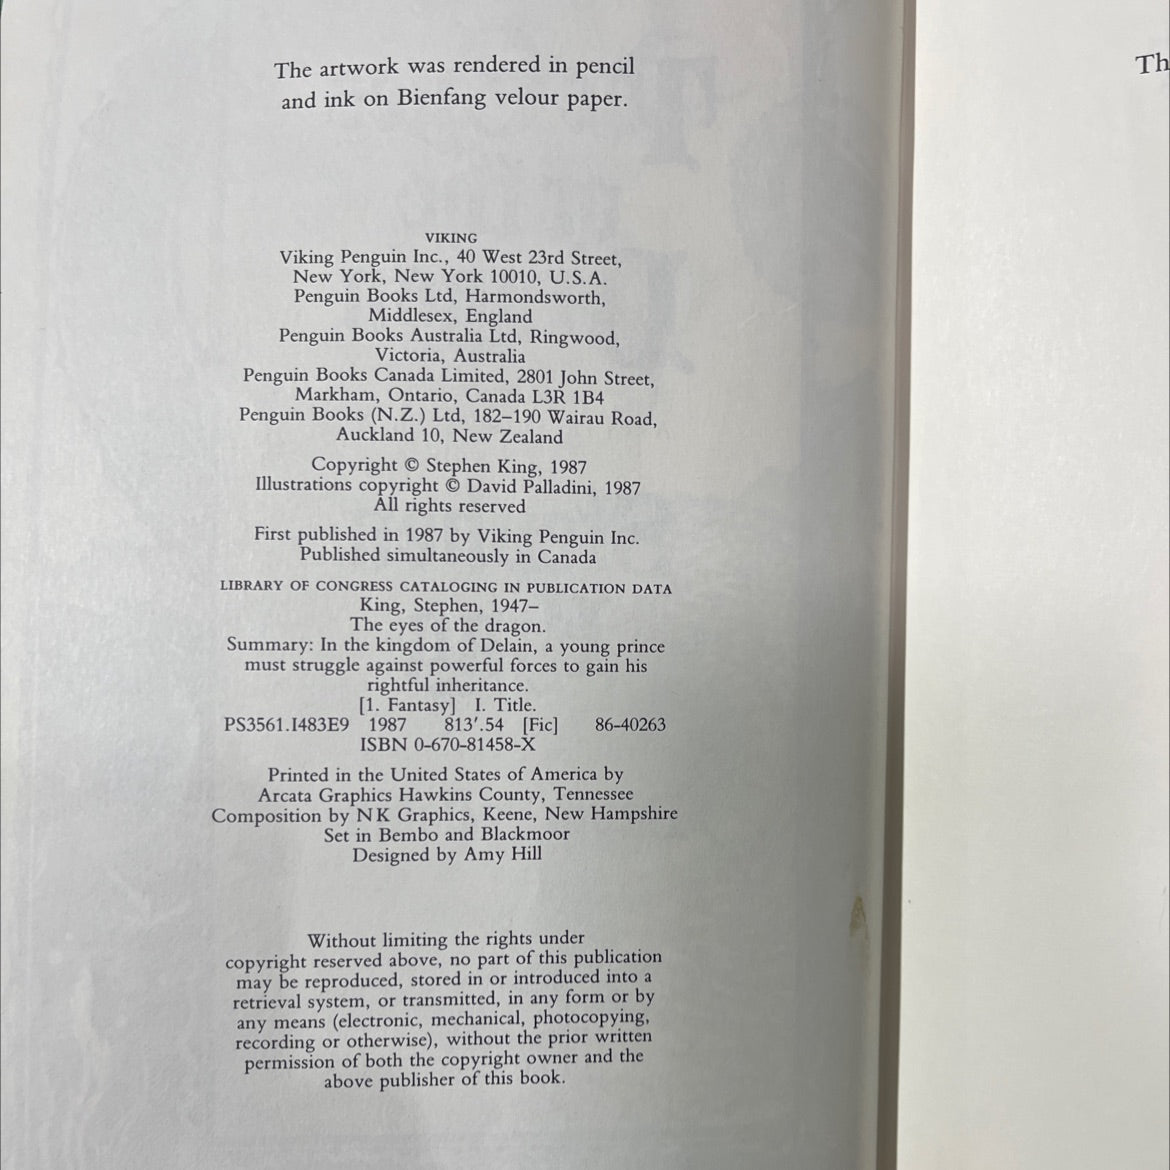 The artwork was rendered in pencil
and ink on Bienfang velour paper.
VIKING
Viking Penguin Inc., 40 West 23rd Street,
New York, New York 10010, U.S.A.
Penguin Books Ltd, Harmondsworth,
Middlesex, England
Penguin Books Australia Ltd, Ringwood,
Victoria, Australia
Penguin Books Canada Limited, 2801 John Street,
Markham, Ontario, Canada L3R 1B4
Penguin Books (N.Z.) Ltd, 182–190 Wairau Road,
Auckland 10, New Zealand
Copyright © Stephen King, 1987
Illustrations copyright © David Palladini, 1987
All rights reserved
First published in 1987 by Viking Penguin Inc.
Published simultaneously in Canada
LIBRARY OF CONGRESS CATALOGING IN PUBLICATION DATA
King, Stephen, 1947–
The eyes of the dragon.
Summary: In the kingdom of Delain, a young prince
must struggle against powerful forces to gain his
rightful inheritance.
[1. Fantasy] I. Title.
PS3561.I483E9 1987 813′.54 [Fic] 86-40263
ISBN 0-670-81458-X
Printed in the United States of America by
Arcata Graphics Hawkins County, Tennessee
Composition by NK Graphics, Keene, New Hampshire
Set in Bembo and Blackmoor
Designed by Amy Hill
Without limiting the rights under
copyright reserved above, no part of this publication
may be reproduced, stored in or introduced into a
retrieval system, or transmitted, in any form or by
any means (electronic, mechanical, photocopying,
recording or otherwise), without the prior written
permission of both the copyright owner and the
above publisher of this book.
Th